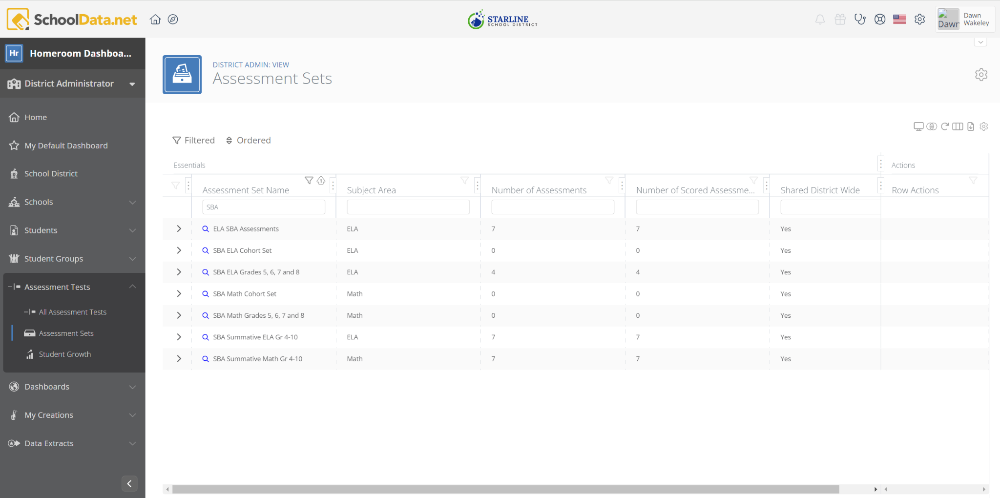 SchoolData.net
STARLINE
SCHOOL DISTRICT
Dawn
Dawn
Wakeley
Hr
Homeroom Dashboa...
District Administrator
Home
My Default Dashboard
School District
Schools
Students
Student Groups
Assessment Tests
All Assessment Tests
Assessment Sets
Student Growth
Dashboards
My Creations
Data Extracts
DISTRICT ADMIN: VIEW
Assessment Sets
Filtered Ordered
Essentials Actions
1
Assessment Set Name Subject Area Number of Assessments Number of Scored Assessme... Shared District Wide Row Actions
SBA
ELA SBA Assessments ELA 7 7 Yes
SBA ELA Cohort Set ELA 0 0 Yes
SBA ELA Grades 5, 6, 7 and 8 ELA 4 4 Yes
SBA Math Cohort Set Math 0 0 Yes
SBA Math Grades 5, 6, 7 and 8 Math 0 0 Yes
SBA Summative ELA Gr 4-10 ELA 7 7 Yes
SBA Summative Math Gr 4-10 Math 7 7 Yes